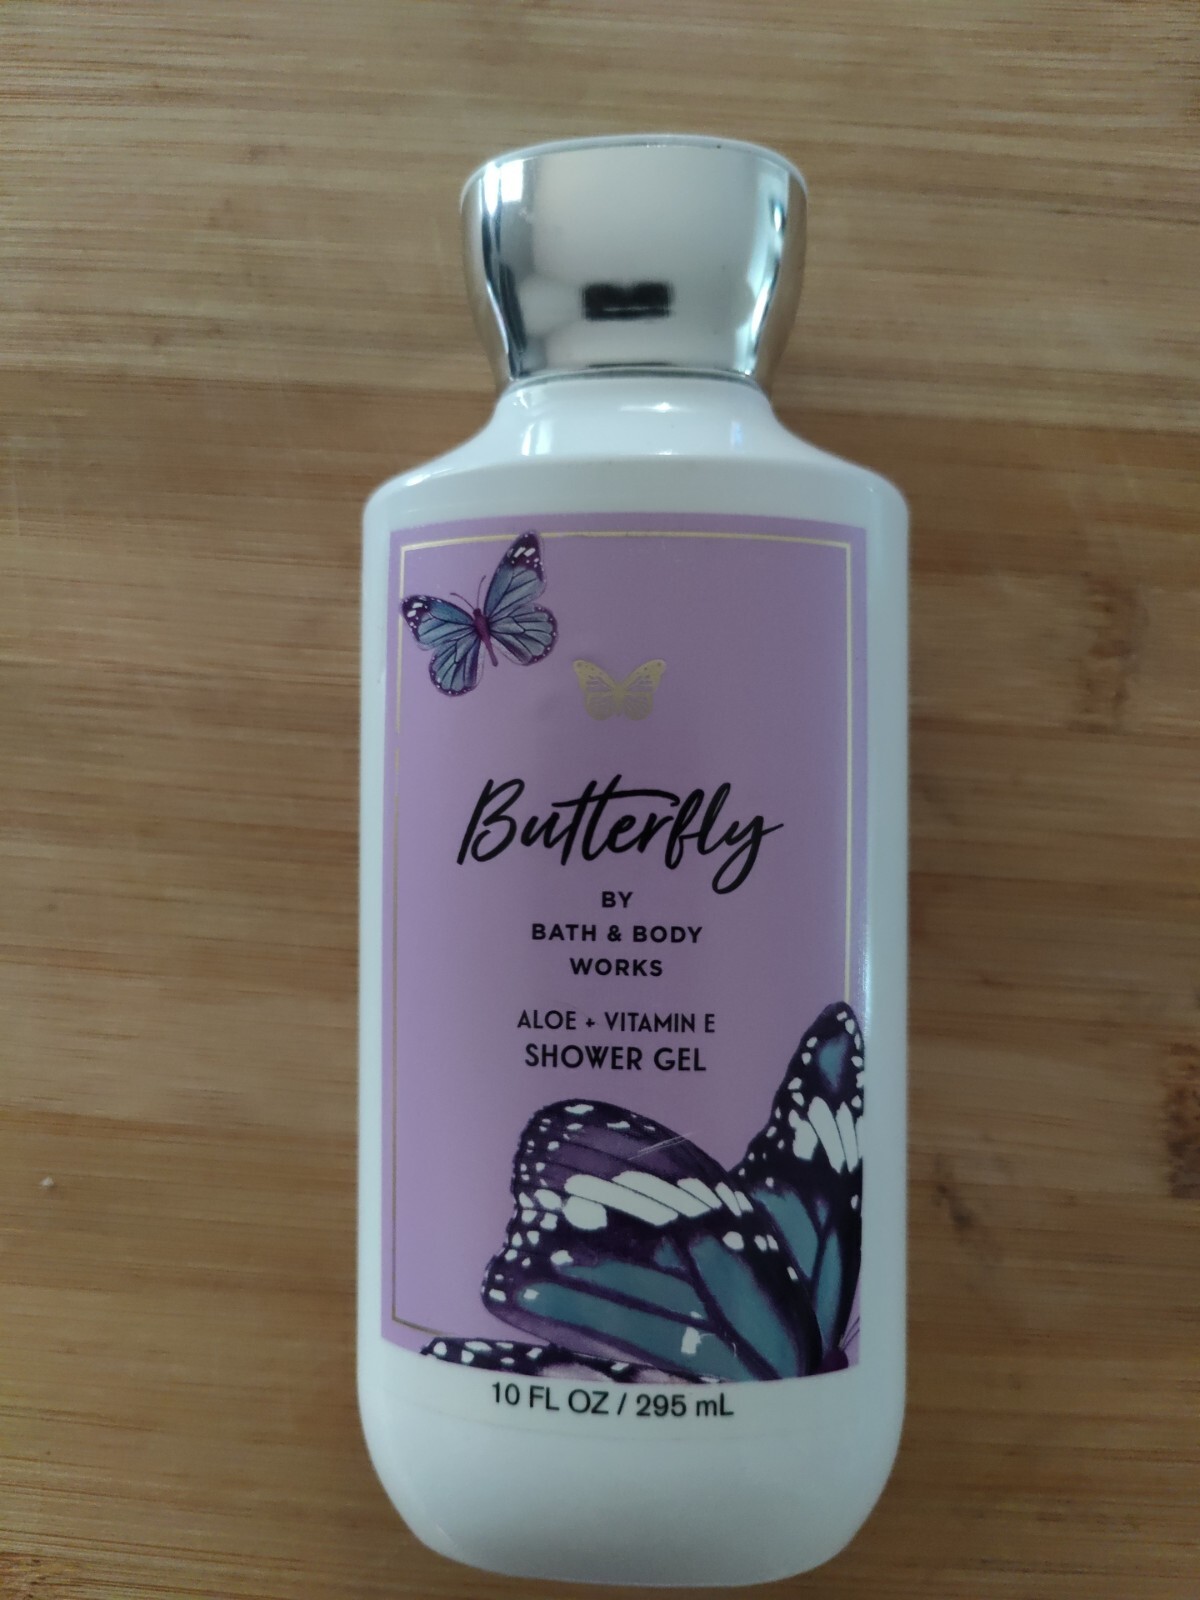 Butterfly
BY
BATH & BODY
WORKS
ALOE + VITAMIN E
SHOWER GEL
10 FL OZ / 295 mL